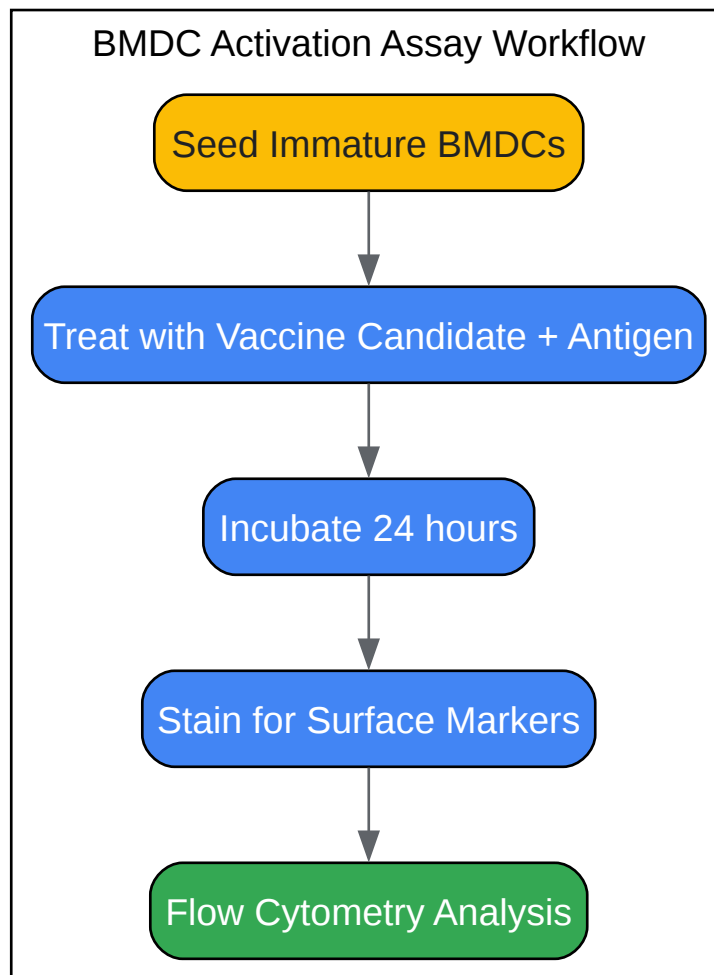 BMDC Activation Assay Workflow
Seed Immature BMDCs
Treat with Vaccine Candidate + Antigen
Incubate 24 hours
Stain for Surface Markers
Flow Cytometry Analysis